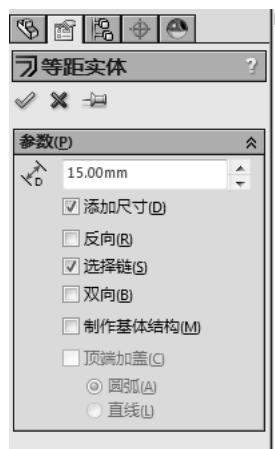 等距实体
?
参数(P)
D
15.00mm
添加尺寸(D)
反向(R)
选择链(S)
双向(B)
制作基体结构(M)
顶端加盖(C)
圆弧(A)
直线(L)